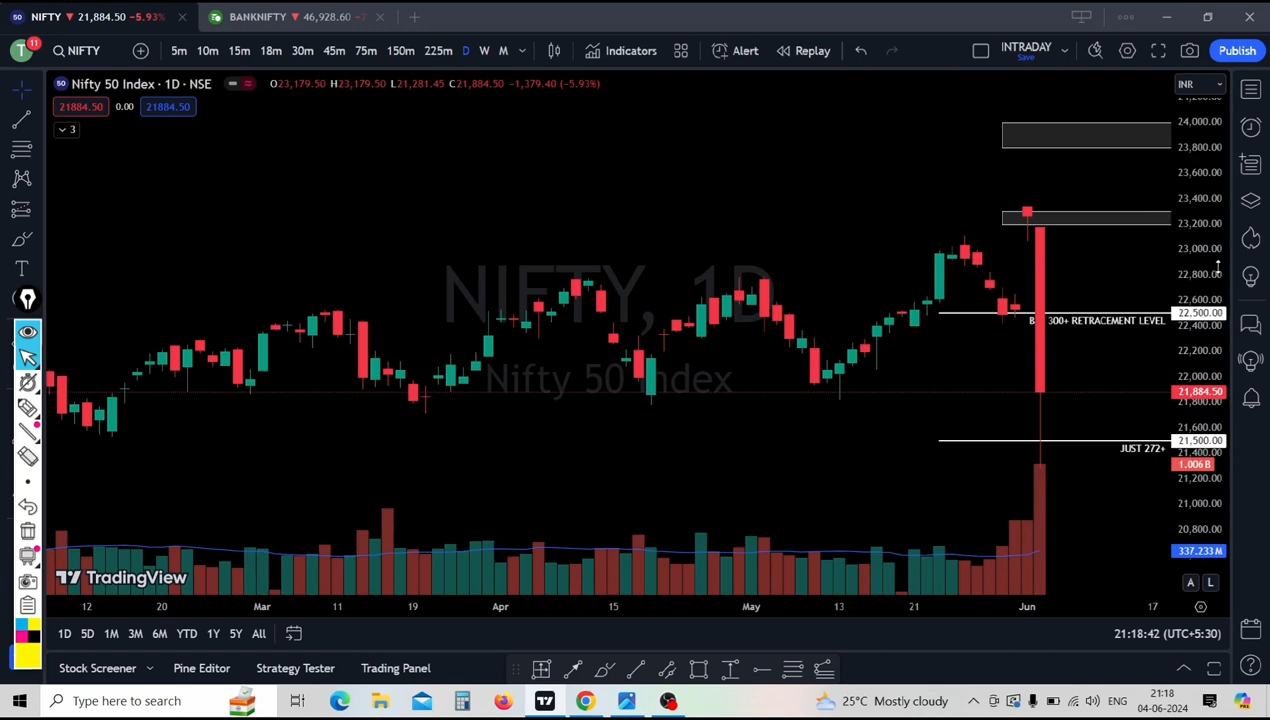 NIFTY ▼ 21,884.50 −5.93%
BANKNIFTY ▼ 46,928.60
11
NIFTY
5m 10m 15m 18m 30m 45m 75m 150m 225m D W M
Indicators
Alert
Replay
INTRADAY
Save
Publish
50 Nifty 50 Index · 1D · NSE
O23,179.50 H23,179.50 L21,281.45 C21,884.50 −1,379.40 (−5.93%)
INR
21884.50 0.00 21884.50
3
24,000.00
23,800.00
23,600.00
23,400.00
23,200.00
23,000.00
22,800.00
22,600.00
22,500.00
300+ RETRACEMENT LEVEL
22,400.00
22,200.00
22,000.00
21,884.50
21,800.00
21,600.00
21,500.00
JUST 272+
21,400.00
1.006 B
21,200.00
21,000.00
20,800.00
337.233 M
NIFTY, 1D
Nifty 50 Index
TradingView
A L
12 20 Mar 11 19 Apr 15 May 13 21 Jun 17
1D 5D 1M 3M 6M YTD 1Y 5Y All
21:18:42 (UTC+5:30)
Stock Screener Pine Editor Strategy Tester Trading Panel
Type here to search
25°C Mostly cloudy
ENG
21:18
04-06-2024